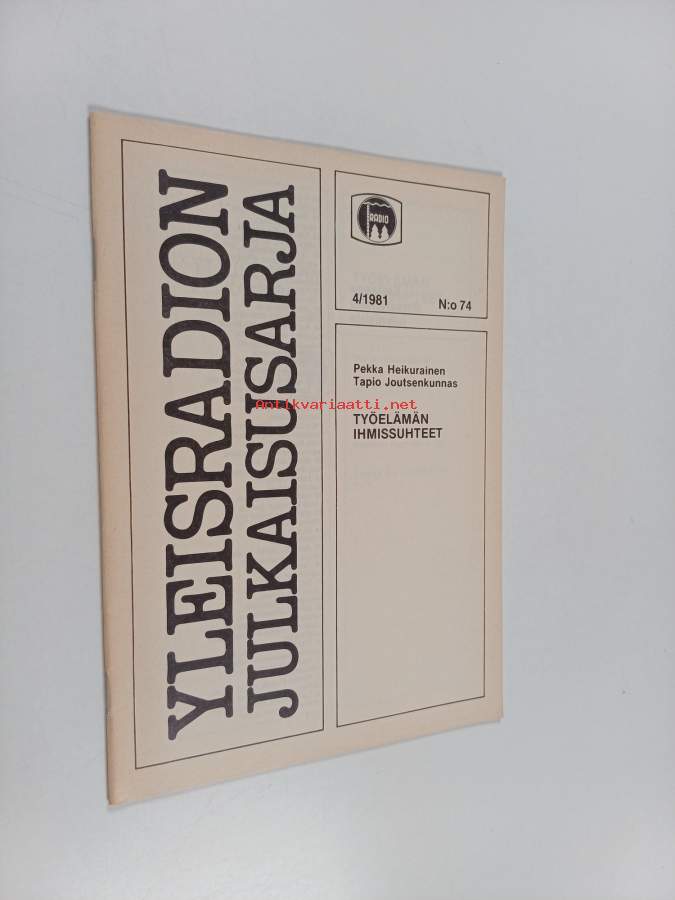 YLEISRADION
JULKAISUSARJA
RADIO
4/1981 N:o 74
Pekka Heikurainen
Tapio Joutsenkunnas
Antikvariaatti.net
TYÖELÄMÄN
IHMISSUHTEET